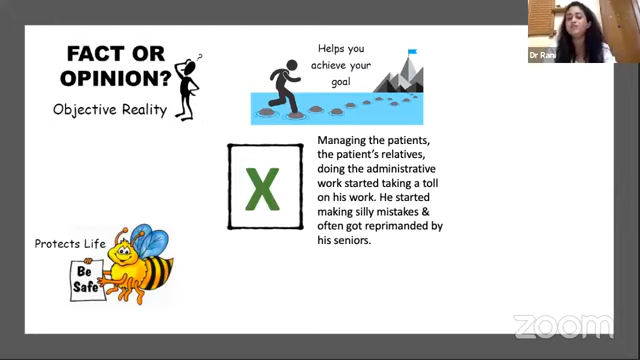 FACT OR
OPINION?
Objective Reality
?
Helps you
achieve your
goal
X
Managing the patients,
the patient's relatives,
doing the administrative
work started taking a toll
on his work. He started
making silly mistakes &
often got reprimanded by
his seniors.
Protects Life
Be
Safe
Dr Rani
zoom